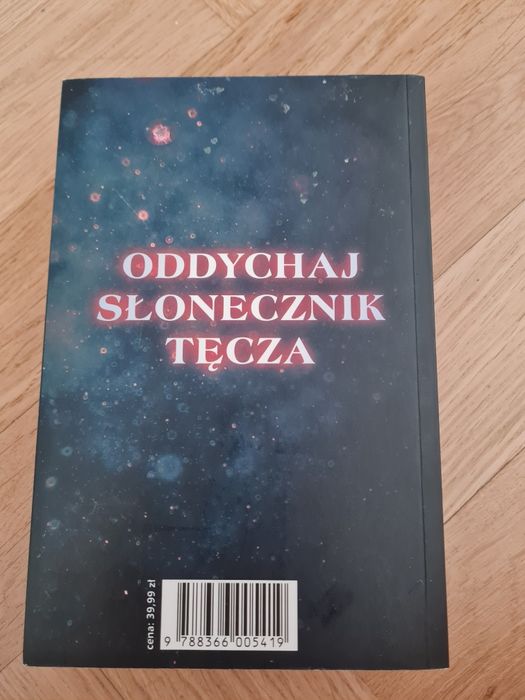 ODDYCHAJ
SŁONECZNIK
TĘCZA
cena: 39,99 zł
9 788366 005419